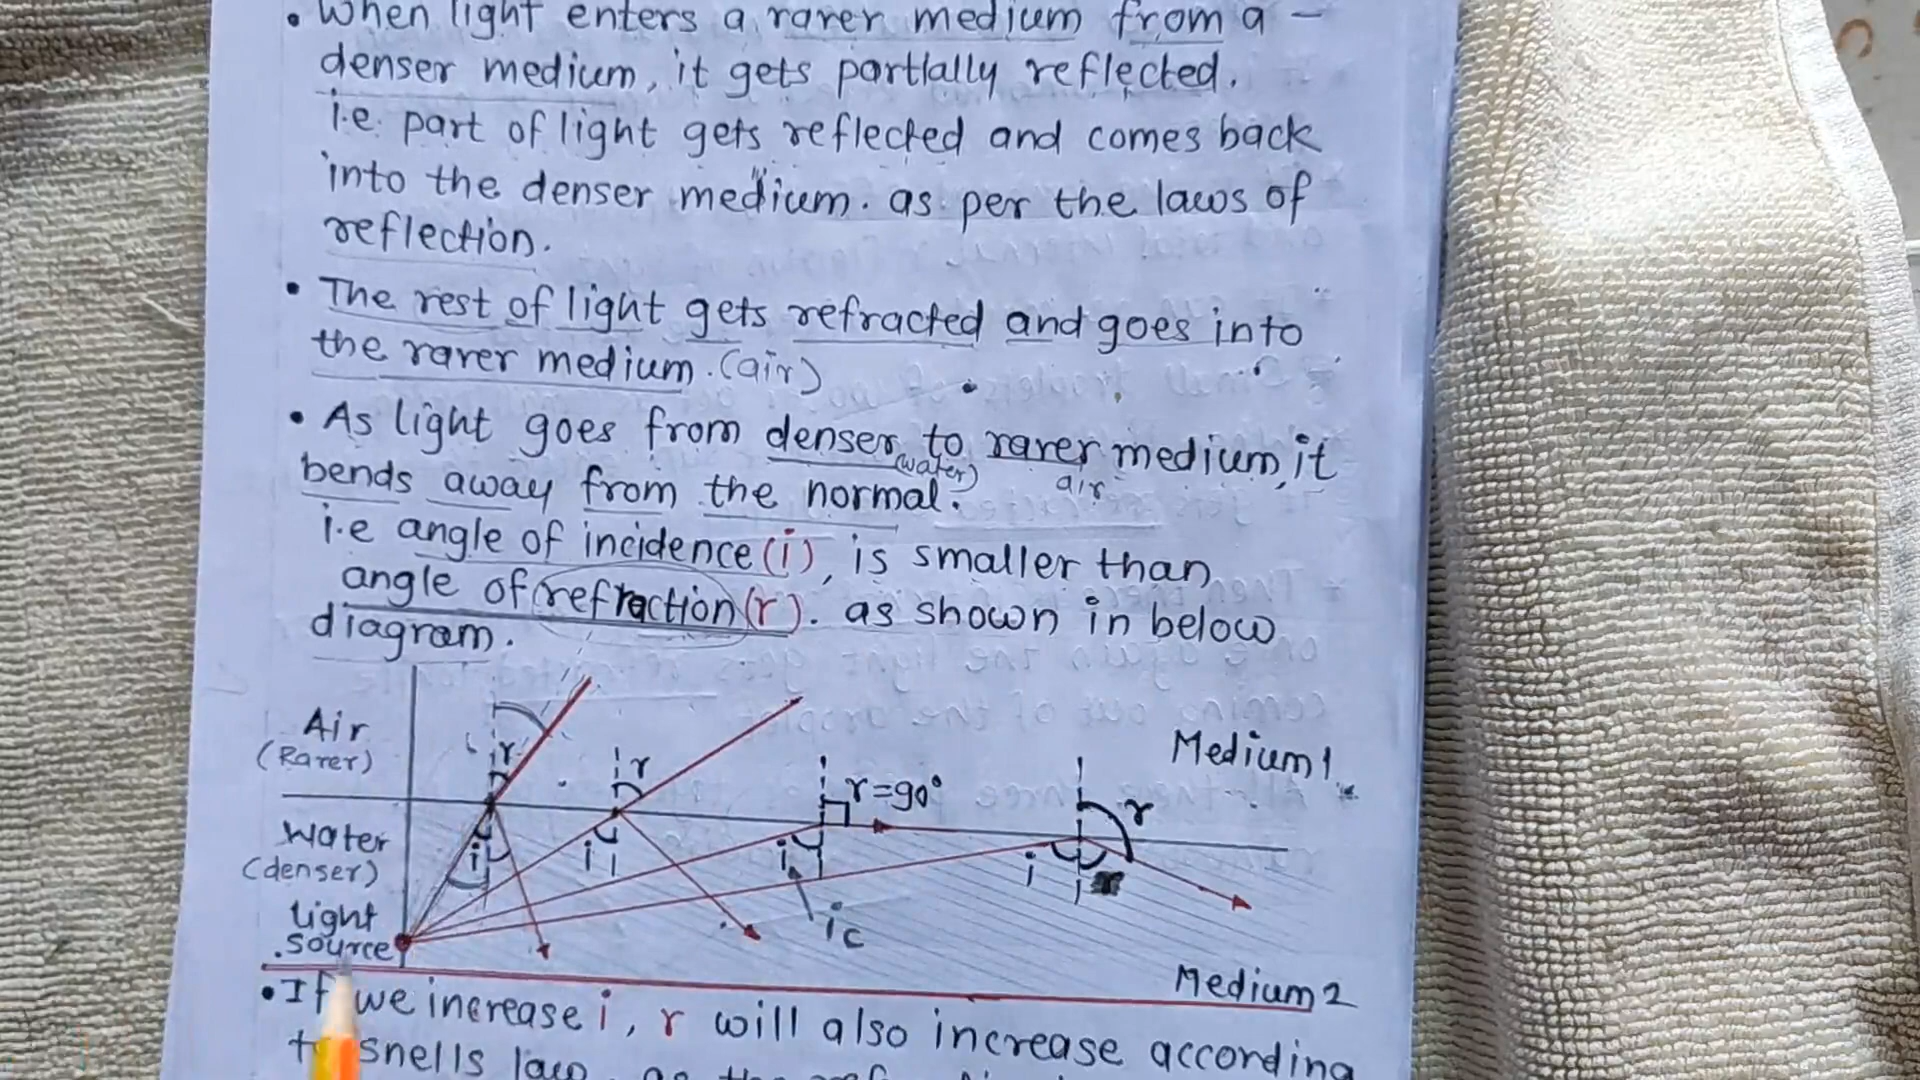 • When light enters a rarer medium from a -
denser medium, it gets partlally reflected.
i.e. part of light gets reflected and comes back
into the denser medium. as per the laws of
reflection.
• The rest of light gets refracted and goes into
the rarer medium. (air)
• As light goes from denser to rarer medium, it
(water) air
bends away from the normal.
i.e angle of incidence (i), is smaller than
angle of refraction (r). as shown in below
diagram.
Air
(Rarer)
r
r
r=90°
r
Medium 1
Water
(denser)
i
i
i
i
ic
Light
source
Medium 2
• If we increase i, r will also increase according
snells law